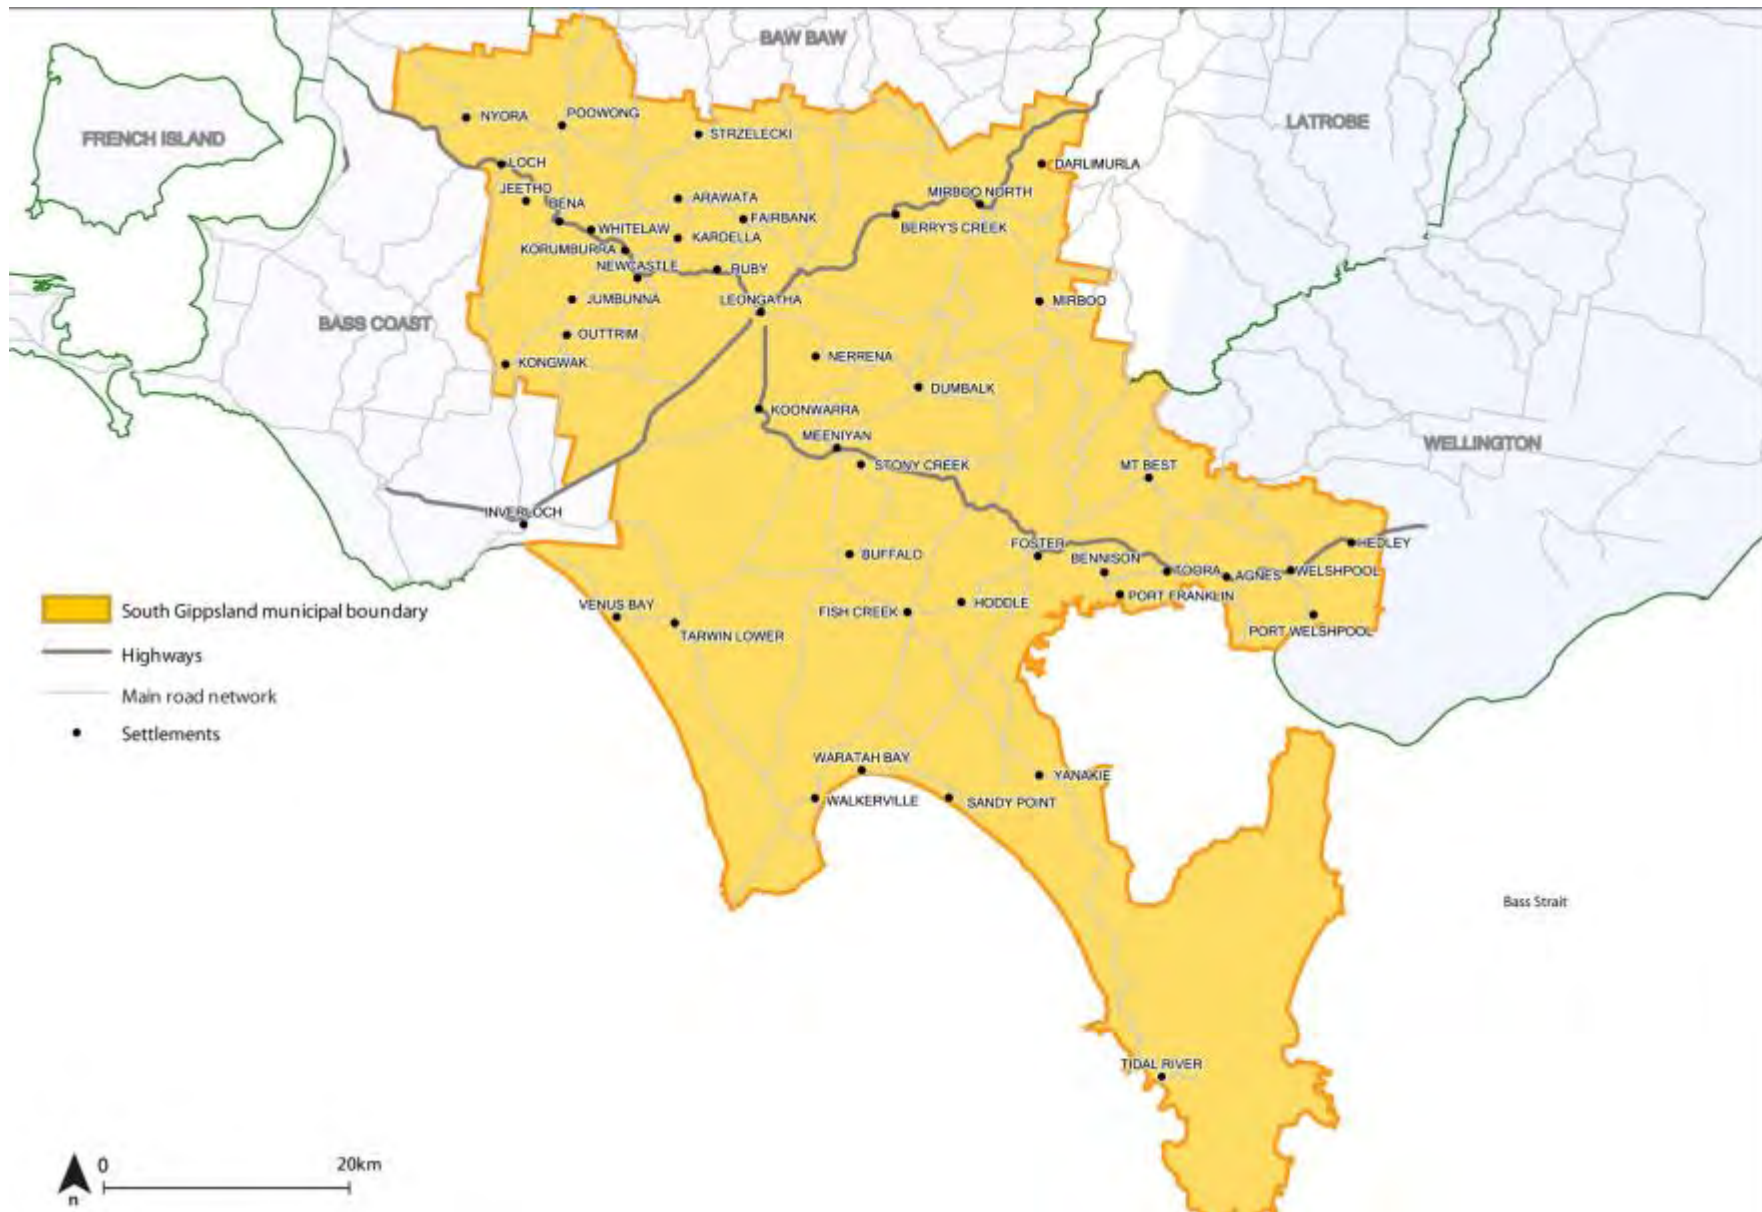 BAW BAW
FRENCH ISLAND
LATROBE
NYORA
POOWONG
STRZELECKI
LOCH
DARLIMURLA
JEETHO
BENA
ARAWATA
MIRBOO NORTH
FAIRBANK
WHITELAW
KARDELLA
BERRY'S CREEK
KORUMBURRA
NEWCASTLE
RUBY
JUMBUNNA
LEONGATHA
MIRBOO
BASS COAST
OUTTRIM
KONGWAK
NERRENA
DUMBALK
KOONWARRA
MEENIYAN
WELLINGTON
STONY CREEK
MT BEST
INVERLOCH
BUFFALO
FOSTER
BENNISON
HEDLEY
TOORA
AGNES
WELSHPOOL
PORT FRANKLIN
VENUS BAY
FISH CREEK
HODDLE
TARWIN LOWER
PORT WELSHPOOL
South Gippsland municipal boundary
Highways
Main road network
Settlements
WARATAH BAY
YANAKIE
WALKERVILLE
SANDY POINT
Bass Strait
TIDAL RIVER
n
0
20km